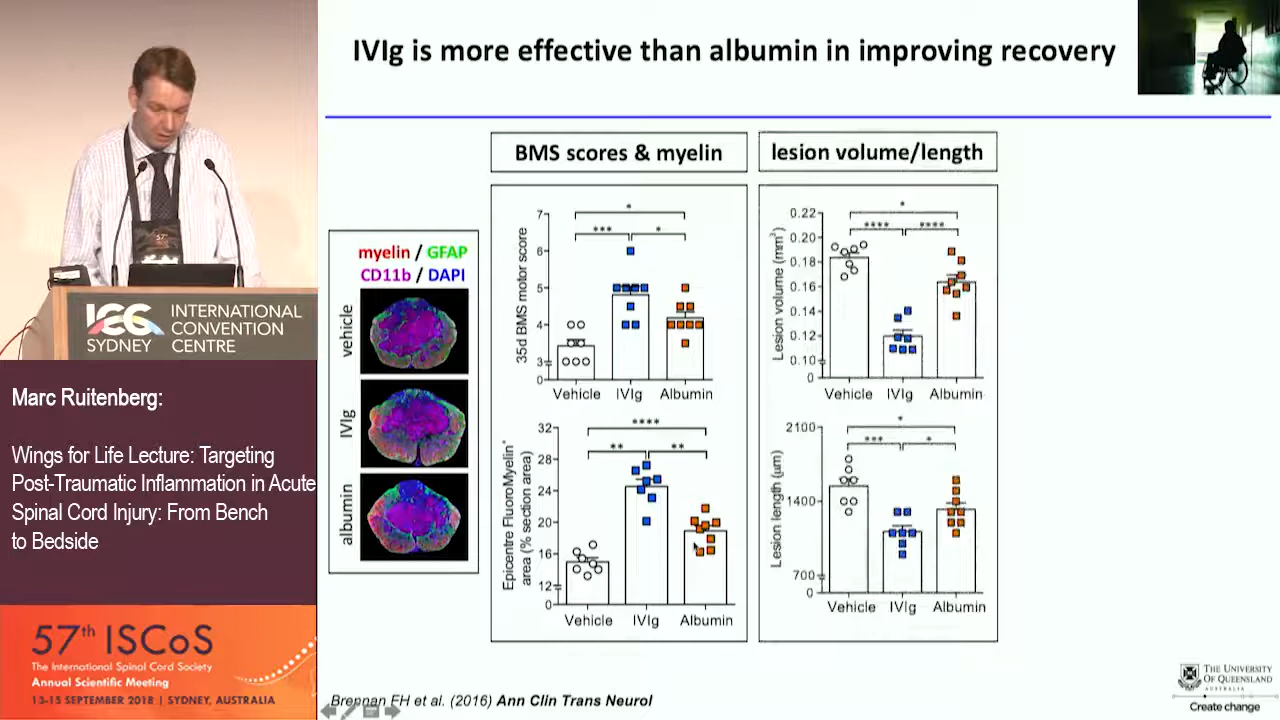 IVIg is more effective than albumin in improving recovery
BMS scores & myelin
lesion volume/length
myelin / GFAP
CD11b / DAPI
vehicle
IVIg
albumin
35d BMS motor score
7
6
5
4
3
0
*
***
*
Vehicle
IVIg
Albumin
Lesion volume (mm³)
0.22
0.20
0.18
0.16
0.14
0.12
0.10
0
*
****
****
Vehicle
IVIg
Albumin
Epicentre FluoroMyelin⁺
area (% section area)
32
28
24
20
16
12
0
****
**
**
Vehicle
IVIg
Albumin
Lesion length (µm)
2100
1400
700
0
*
***
*
Vehicle
IVIg
Albumin
Brennan FH et al. (2016) Ann Clin Trans Neurol
THE UNIVERSITY
OF QUEENSLAND
AUSTRALIA
Create change
57th
ICC
SYDNEY
INTERNATIONAL
CONVENTION
CENTRE
Marc Ruitenberg:
Wings for Life Lecture: Targeting
Post-Traumatic Inflammation in Acute
Spinal Cord Injury: From Bench
to Bedside
57th ISCoS
The International Spinal Cord Society
Annual Scientific Meeting
13-15 SEPTEMBER 2018 | SYDNEY, AUSTRALIA